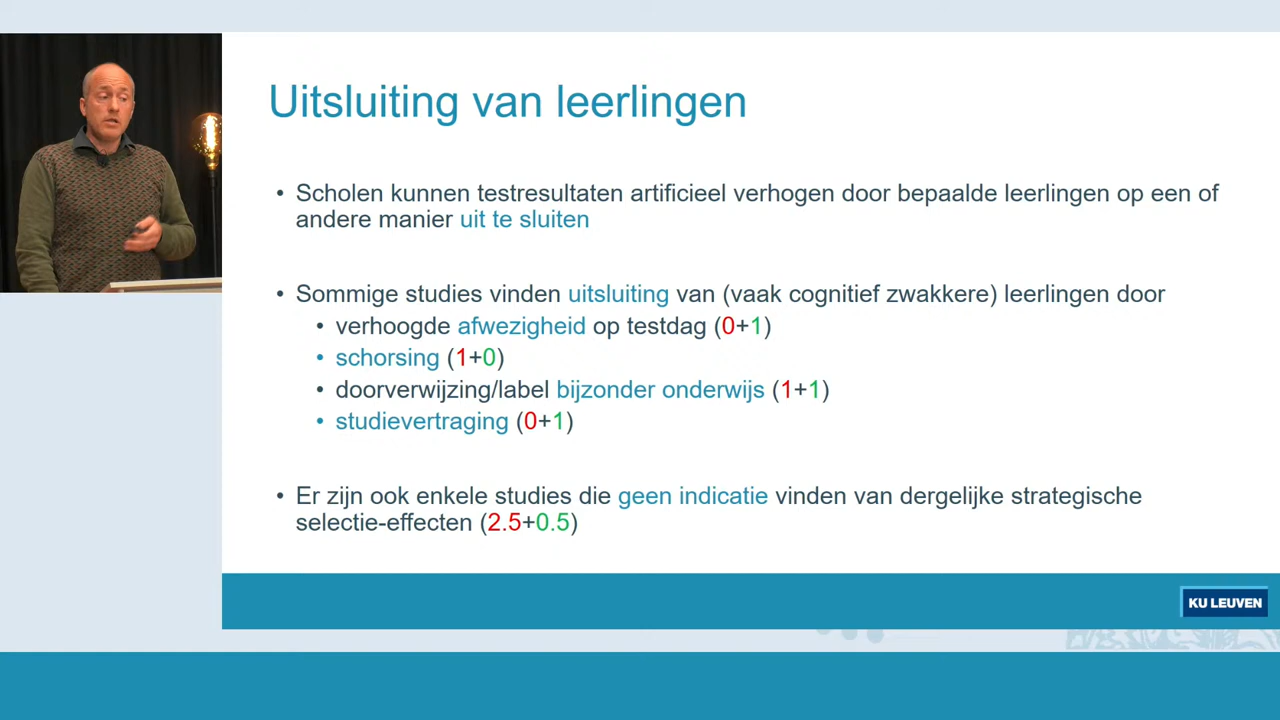 Uitsluiting van leerlingen
• Scholen kunnen testresultaten artificieel verhogen door bepaalde leerlingen op een of
andere manier uit te sluiten
• Sommige studies vinden uitsluiting van (vaak cognitief zwakkere) leerlingen door
• verhoogde afwezigheid op testdag (0+1)
• schorsing (1+0)
• doorverwijzing/label bijzonder onderwijs (1+1)
• studievertraging (0+1)
• Er zijn ook enkele studies die geen indicatie vinden van dergelijke strategische
selectie-effecten (2.5+0.5)
KU LEUVEN